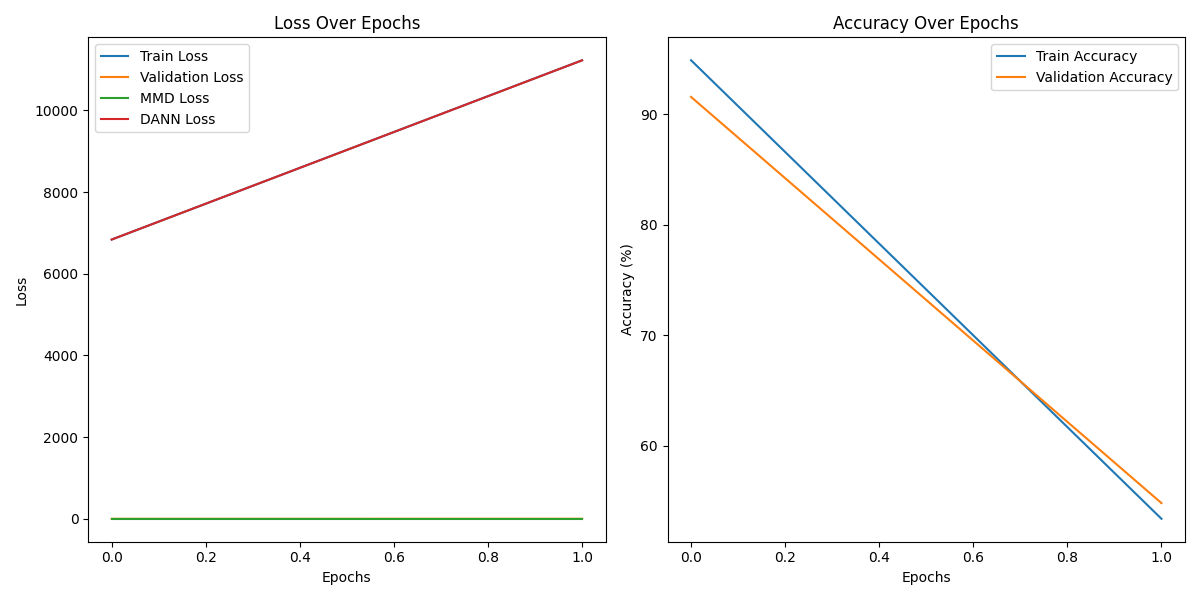 Loss Over Epochs
Train Loss
Validation Loss
MMD Loss
DANN Loss
10000
8000
6000
4000
2000
0
Loss
0.0 0.2 0.4 0.6 0.8 1.0
Epochs
Accuracy Over Epochs
Train Accuracy
Validation Accuracy
90
80
70
60
Accuracy (%)
0.0 0.2 0.4 0.6 0.8 1.0
Epochs